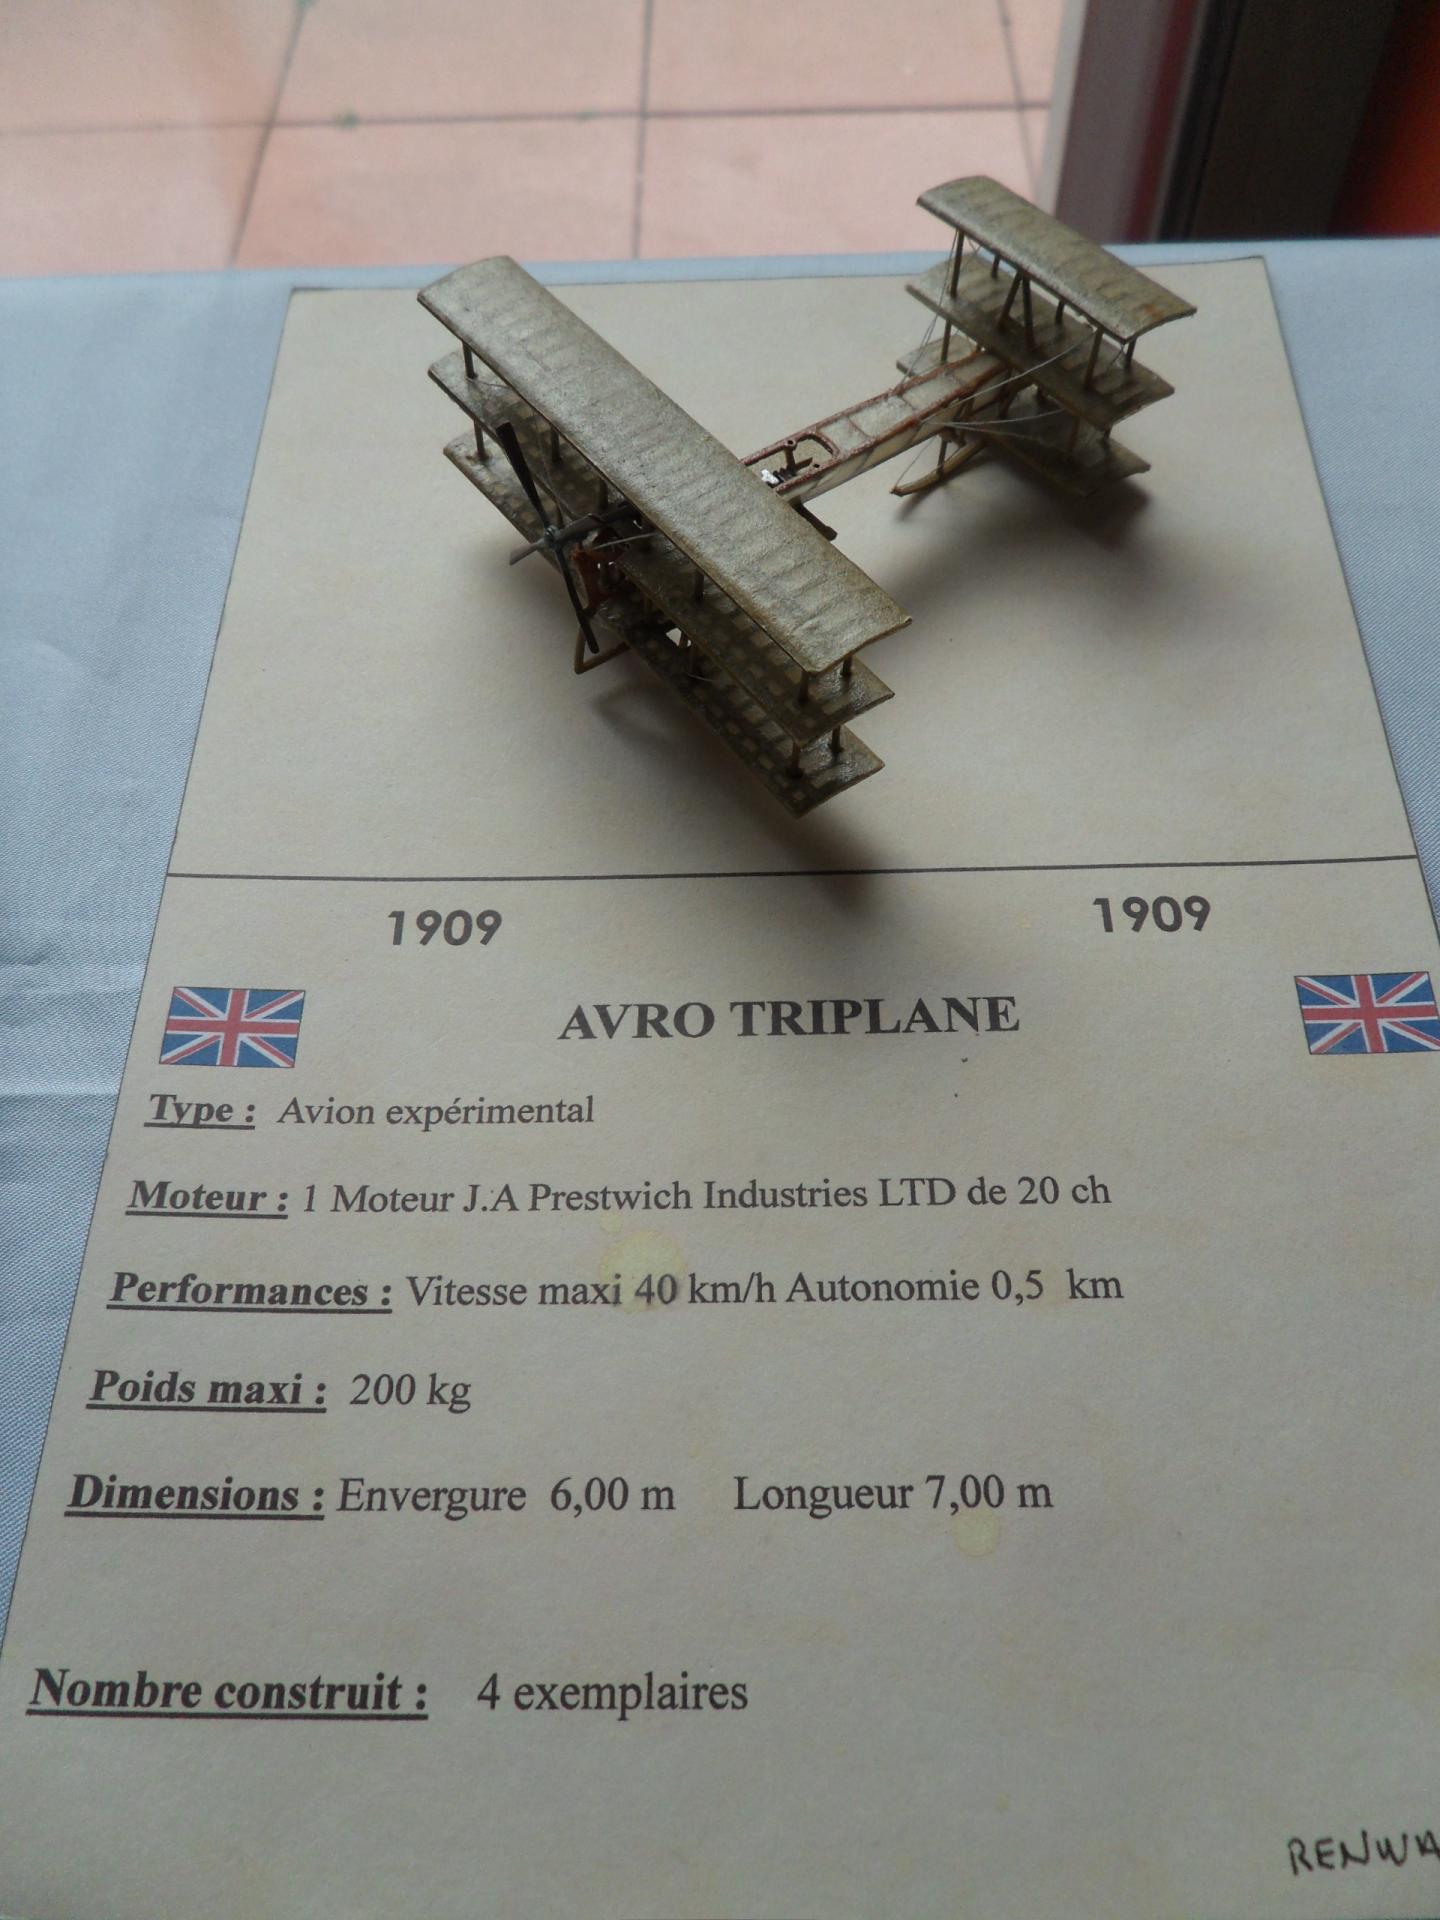 1909 1909
AVRO TRIPLANE
Type : Avion expérimental
Moteur : 1 Moteur J.A Prestwich Industries LTD de 20 ch
Performances : Vitesse maxi 40 km/h Autonomie 0,5 km
Poids maxi : 200 kg
Dimensions : Envergure 6,00 m Longueur 7,00 m
Nombre construit : 4 exemplaires
RENWA